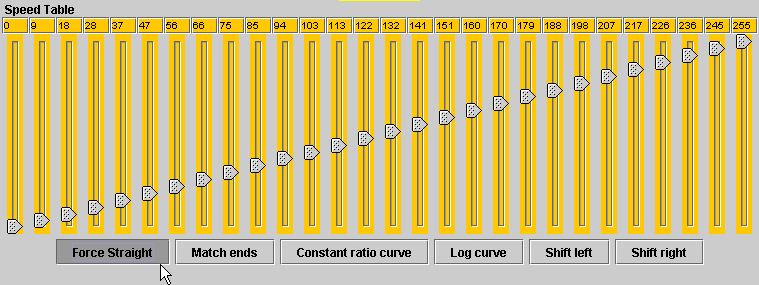 Speed Table
0 9 18 28 37 47 56 66 75 85 94 103 113 122 132 141 151 160 170 179 188 198 207 217 226 236 245 255
Force Straight Match ends Constant ratio curve Log curve Shift left Shift right